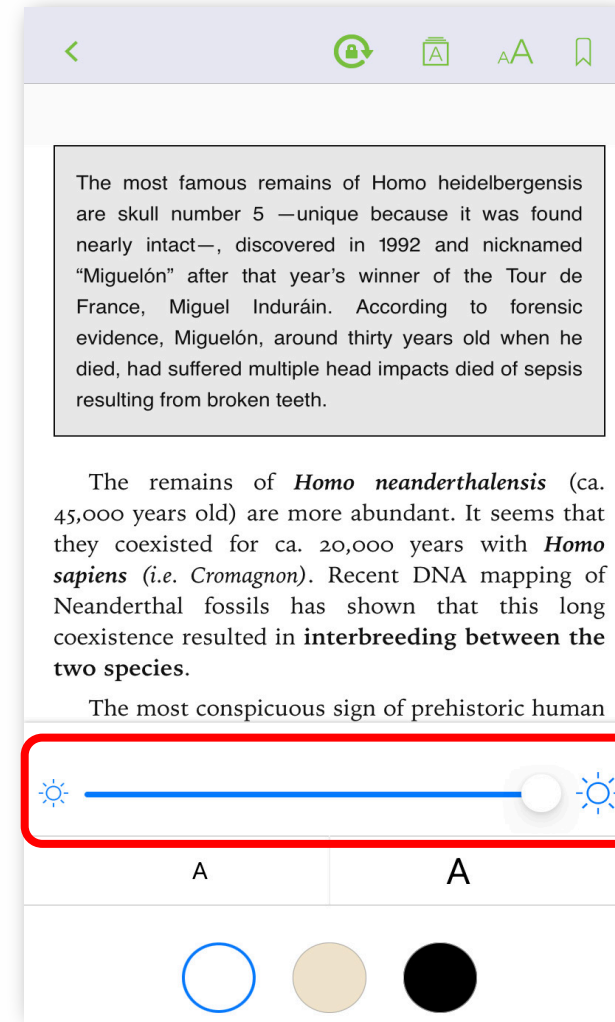 A AA
The most famous remains of Homo heidelbergensis
are skull number 5 —unique because it was found
nearly intact—, discovered in 1992 and nicknamed
“Miguelón” after that year’s winner of the Tour de
France, Miguel Induráin. According to forensic
evidence, Miguelón, around thirty years old when he
died, had suffered multiple head impacts died of sepsis
resulting from broken teeth.
The remains of Homo neanderthalensis (ca.
45,000 years old) are more abundant. It seems that
they coexisted for ca. 20,000 years with Homo
sapiens (i.e. Cromagnon). Recent DNA mapping of
Neanderthal fossils has shown that this long
coexistence resulted in interbreeding between the
two species.
The most conspicuous sign of prehistoric human
A A